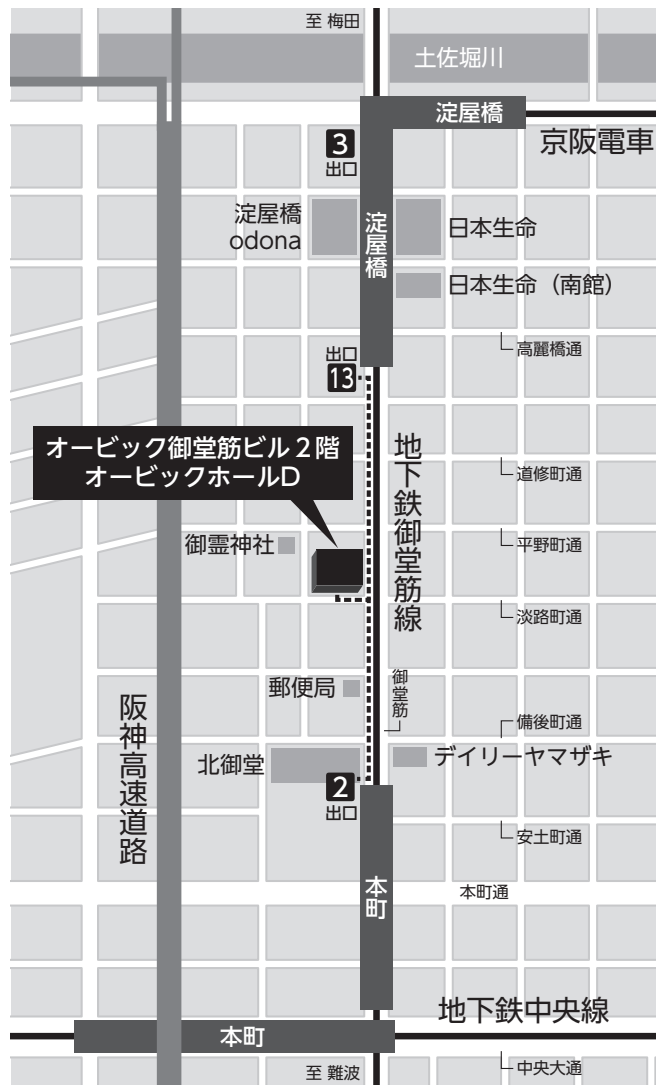 至 梅田
土佐堀川
淀屋橋
京阪電車
3
出口
淀屋橋
odona
淀屋橋
日本生命
日本生命（南館）
高麗橋通
出口
13
オービック御堂筋ビル２階
オービックホールD
地下鉄御堂筋線
道修町通
御霊神社
平野町通
淡路町通
郵便局
御堂筋
阪神高速道路
備後町通
北御堂
デイリーヤマザキ
2
出口
安土町通
本町
本町通
地下鉄中央線
本町
至 難波
中央大通